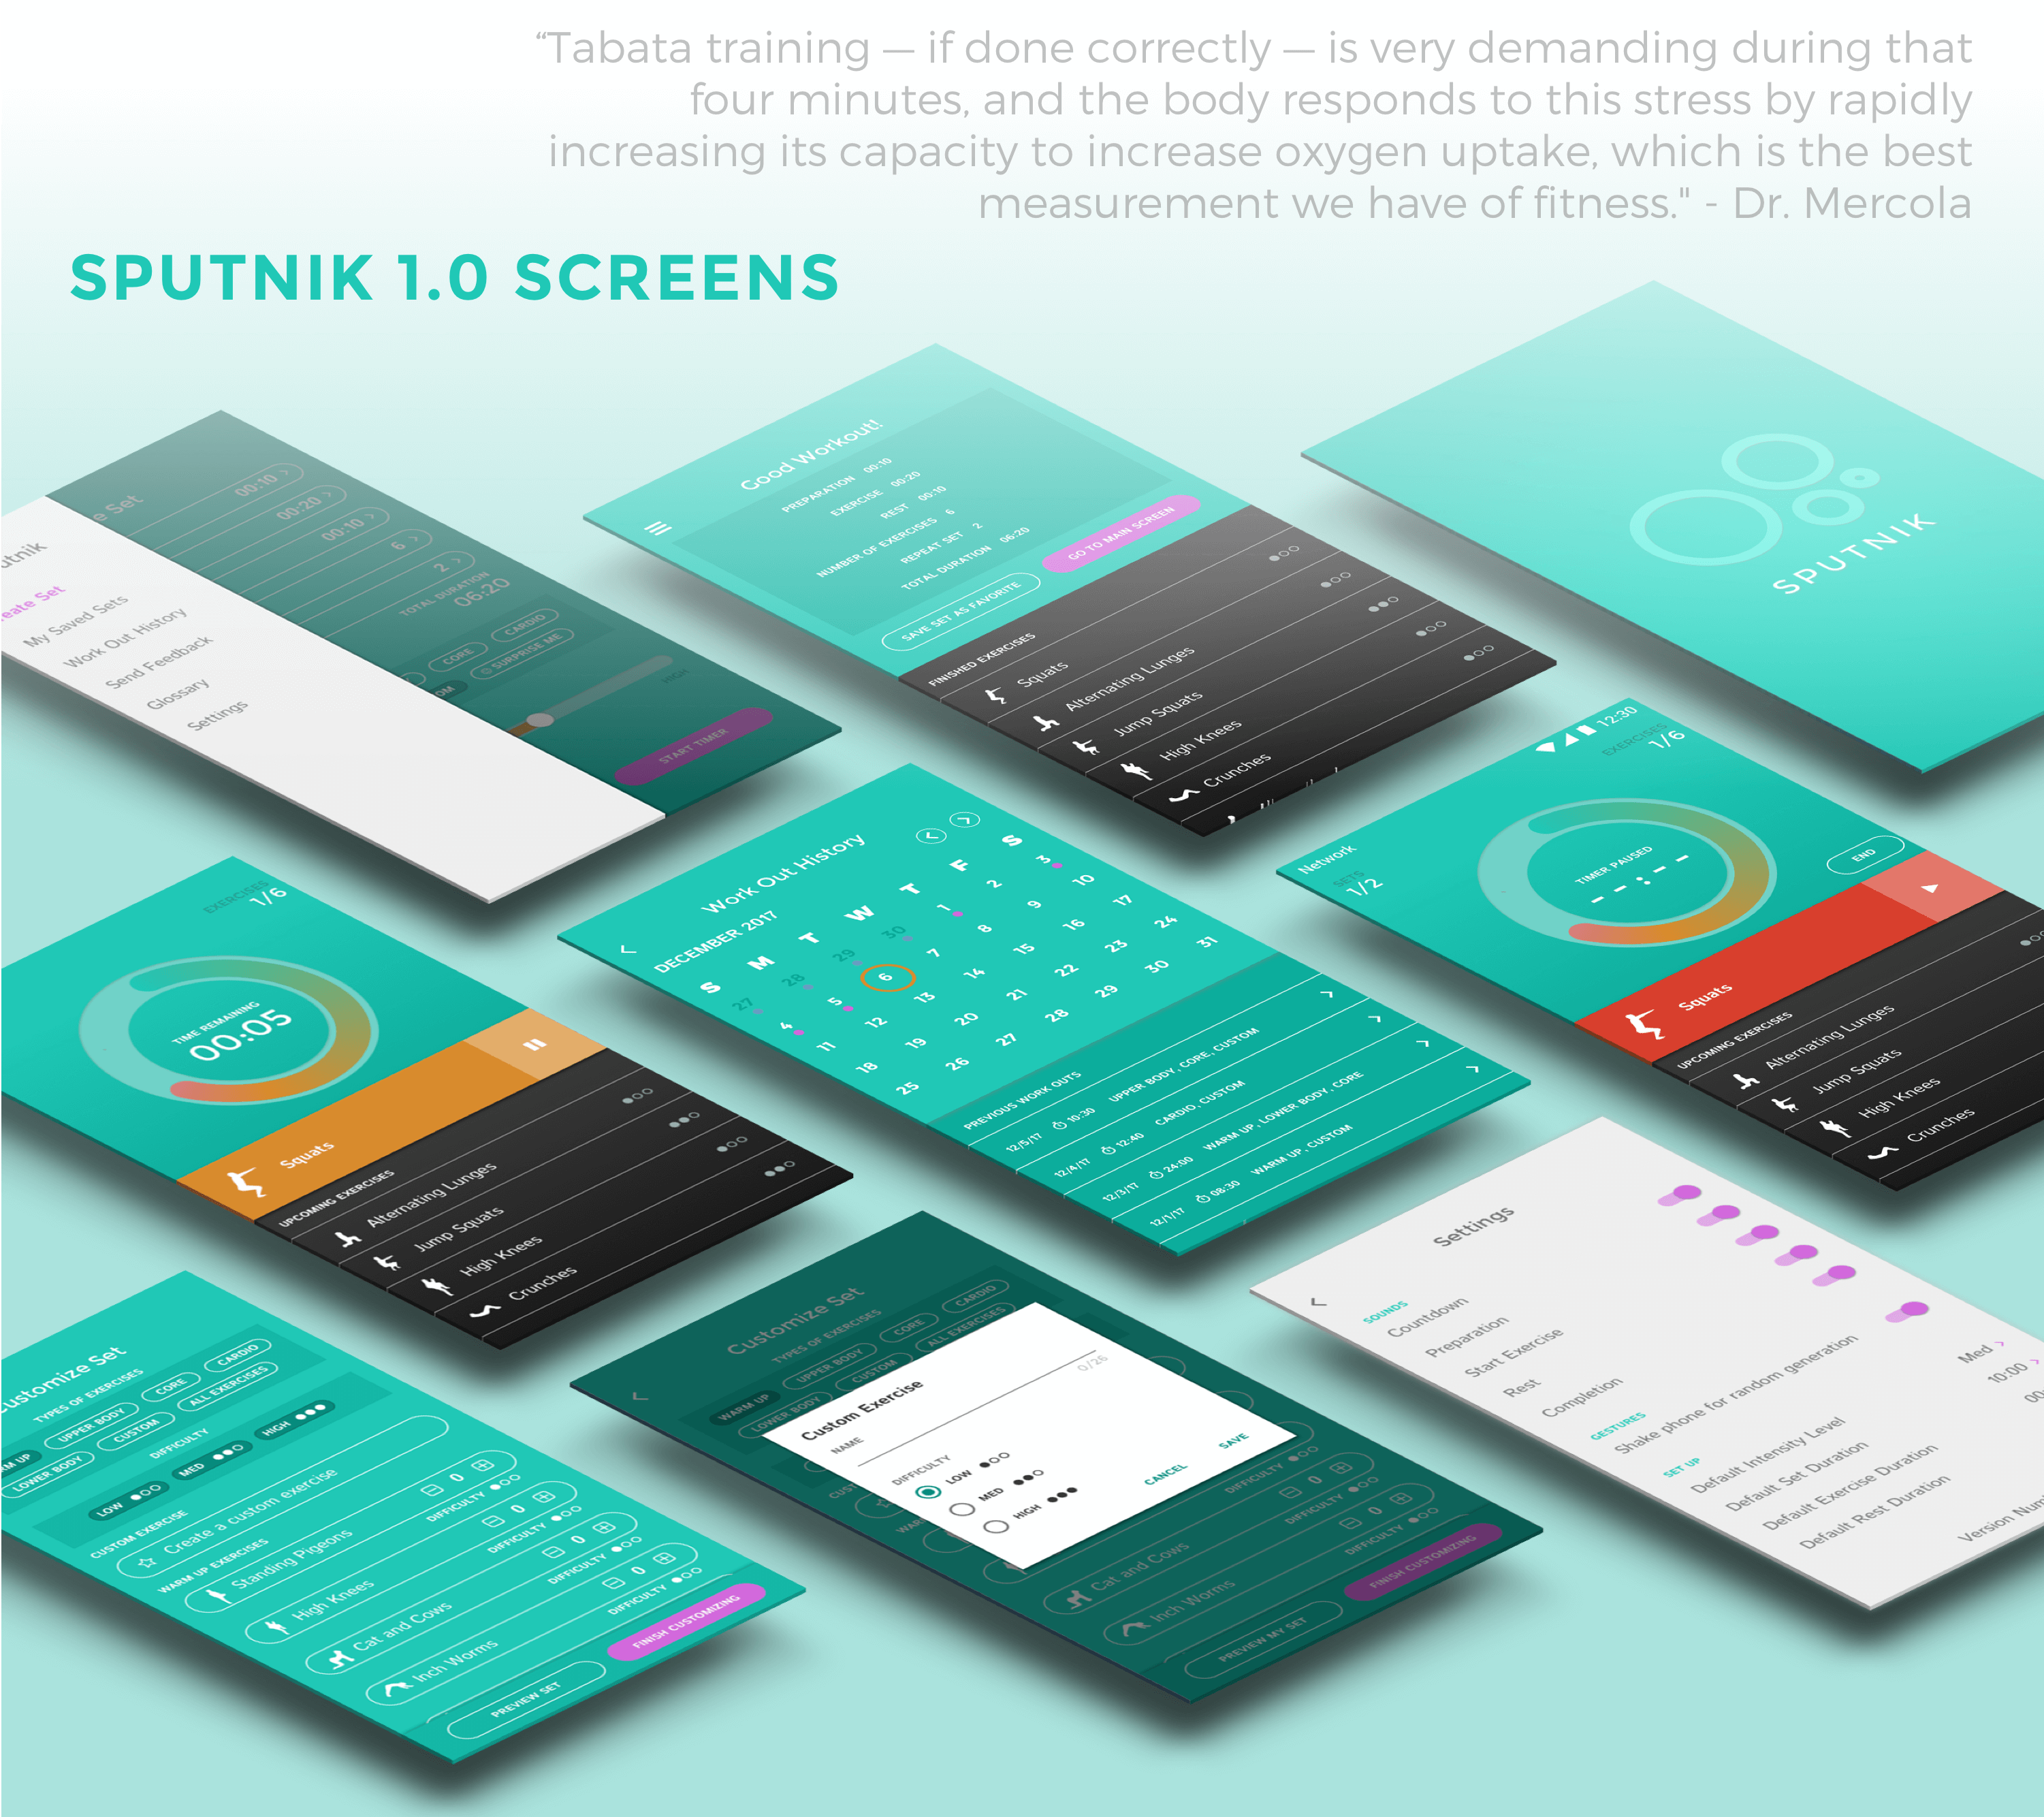 “Tabata training — if done correctly — is very demanding during that
four minutes, and the body responds to this stress by rapidly
increasing its capacity to increase oxygen uptake, which is the best
measurement we have of fitness." - Dr. Mercola
SPUTNIK 1.0 SCREENS
My Saved Sets
Work Out History
Send Feedback
Glossary
Settings
Set
00:10 >
00:20 >
00:10 >
6 >
2 >
TOTAL DURATION
06:20
CORE
CARDIO
SURPRISE ME
HIGH
START TIMER
Good Workout!
PREPARATION 00:10
EXERCISE 00:20
REST 00:10
NUMBER OF EXERCISES 6
REPEAT SET 2
TOTAL DURATION 06:20
SAVE SET AS FAVORITE
GO TO MAIN SCREEN
FINISHED EXERCISES
Squats
Alternating Lunges
Jump Squats
High Knees
Crunches
SPUTNIK
EXERCISES
1/6
TIME REMAINING
00:05
Squats
UPCOMING EXERCISES
Alternating Lunges
Jump Squats
High Knees
Crunches
Work Out History
< >
DECEMBER 2017
S M T W T F S
27 28 29 30 1 2 3
4 5 6 7 8 9 10
11 12 13 14 15 16 17
18 19 20 21 22 23 24
25 26 27 28 29 30 31
PREVIOUS WORK OUTS
12/5/17 10:30 UPPER BODY, CORE, CUSTOM >
12/4/17 12:40 CARDIO, CUSTOM >
12/3/17 24:00 WARM UP, LOWER BODY, CORE >
12/1/17 08:30 WARM UP, CUSTOM >
12:30
Network
EXERCISES
1/6
SETS
1/2
TIMER PAUSED
--:--
END
Squats
UPCOMING EXERCISES
Alternating Lunges
Jump Squats
High Knees
Crunches
Set
TYPES OF EXERCISES
UPPER BODY
CORE
CARDIO
LOWER BODY
CUSTOM
ALL EXERCISES
DIFFICULTY
LOW
MED
HIGH
CUSTOM EXERCISE
Create a custom exercise
WARM UP EXERCISES
Standing Pigeons
0
DIFFICULTY
High Knees
0
DIFFICULTY
Cat and Cows
0
DIFFICULTY
Inch Worms
0
DIFFICULTY
PREVIEW SET
FINISH CUSTOMIZING
Customize Set
TYPES OF EXERCISES
WARM UP
UPPER BODY
CORE
CARDIO
LOWER BODY
CUSTOM
ALL EXERCISES
Custom Exercise
NAME
0/26
DIFFICULTY
LOW
MED
HIGH
CANCEL
SAVE
DIFFICULTY
Cat and Cows
0
DIFFICULTY
Inch Worms
0
DIFFICULTY
PREVIEW MY SET
FINISH CUSTOMIZING
Settings
SOUNDS
Countdown
Preparation
Start Exercise
Rest
Completion
GESTURES
Shake phone for random generation
SET UP
Default Intensity Level Med >
Default Set Duration 10:00 >
Default Exercise Duration
Default Rest Duration
Version